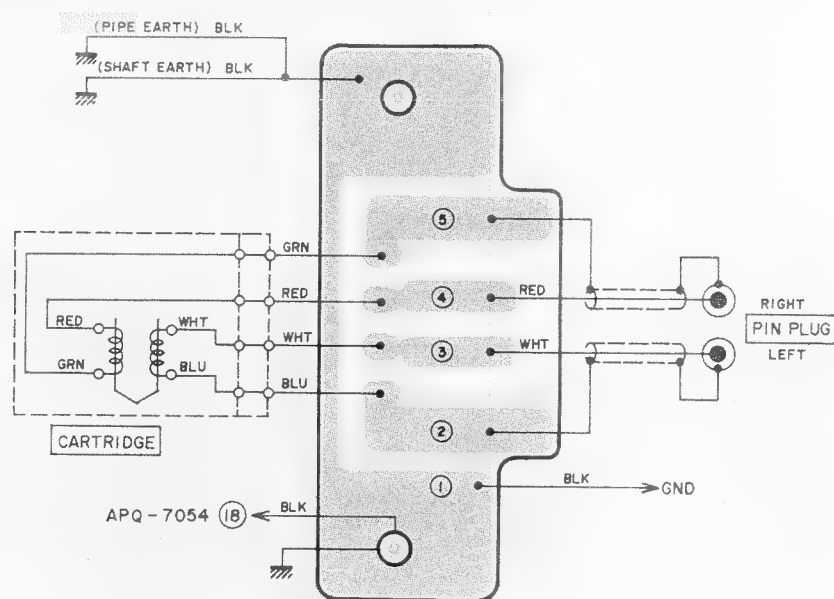 (PIPE EARTH) BLK
(SHAFT EARTH) BLK
5
GRN
RED
4
RED
RIGHT
RED
WHT
WHT
3
WHT
PIN PLUG
LEFT
GRN
BLU
BLU
2
CARTRIDGE
1
BLK
GND
APQ-7054 18
BLK